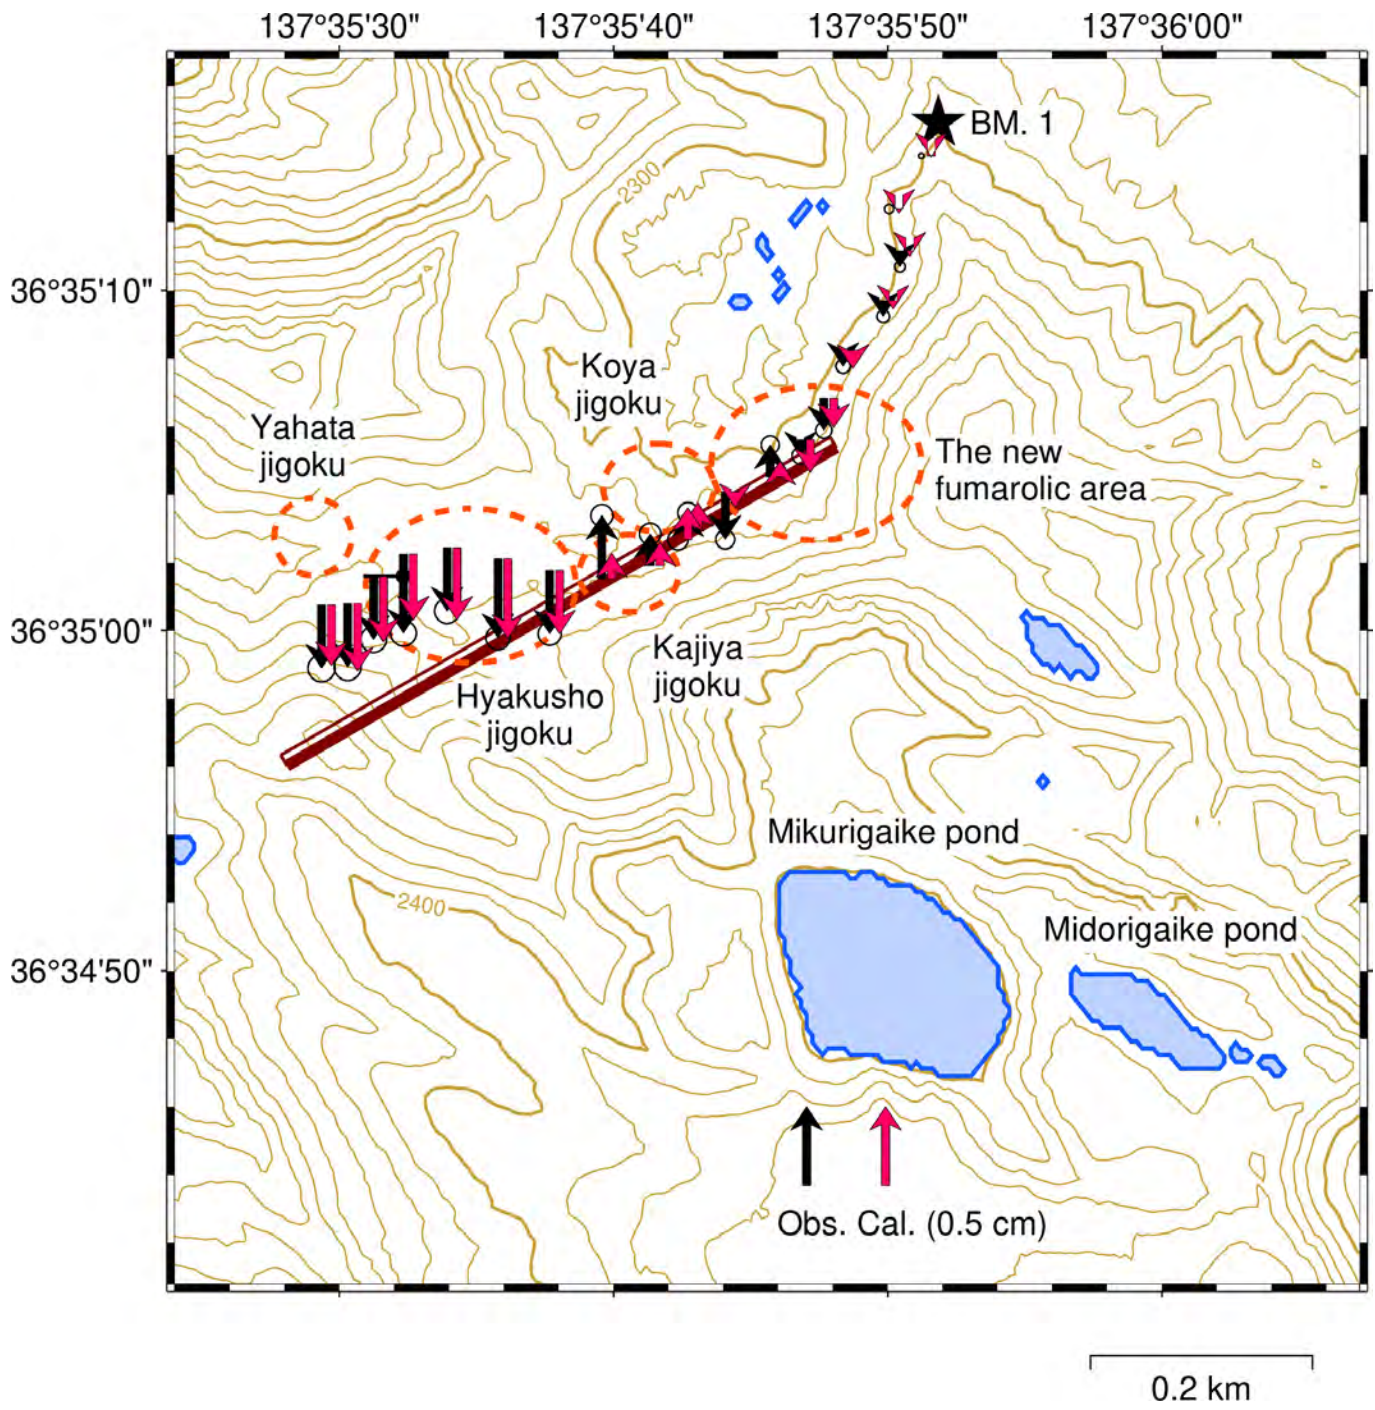 137°35'30" 137°35'40" 137°35'50" 137°36'00"
BM. 1
2300
36°35'10"
Koya
jigoku
Yahata
jigoku
The new
fumarolic area
36°35'00"
Kajiya
jigoku
Hyakusho
jigoku
Mikurigaike pond
2400
Midorigaike pond
36°34'50"
Obs. Cal. (0.5 cm)
0.2 km